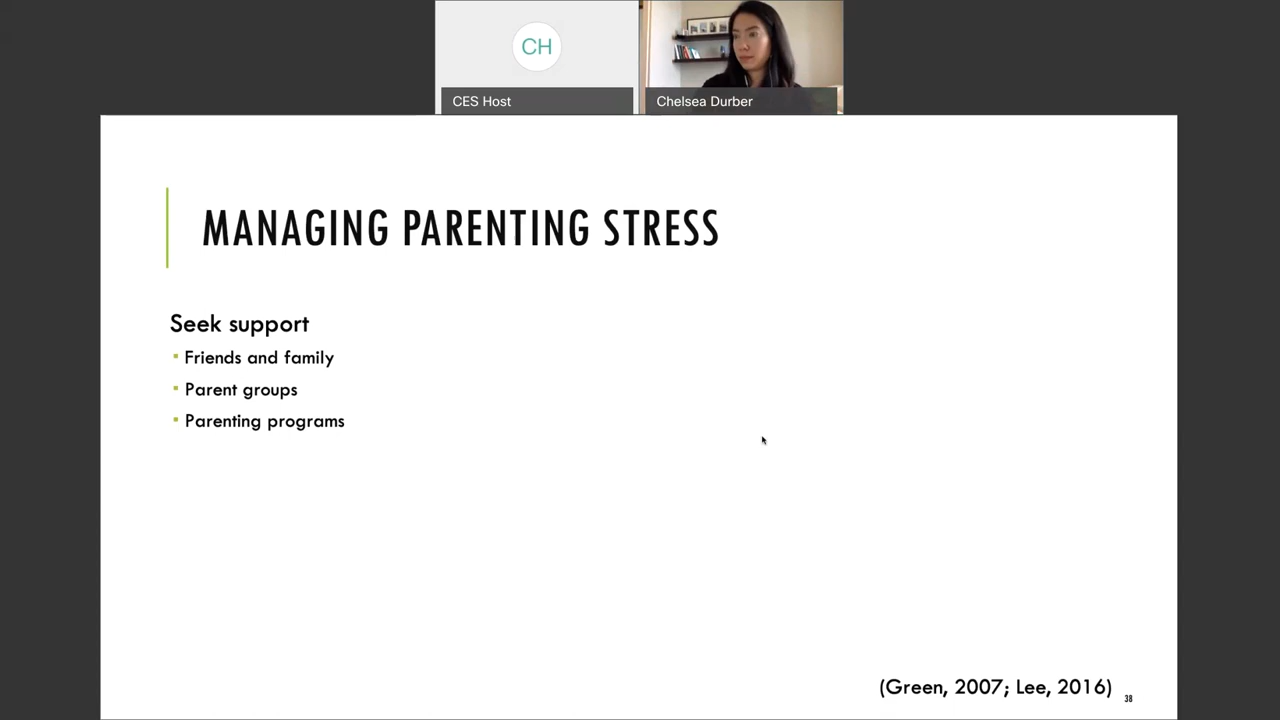 CH
CES Host
Chelsea Durber
MANAGING PARENTING STRESS
Seek support
▪ Friends and family
▪ Parent groups
▪ Parenting programs
(Green, 2007; Lee, 2016)
38